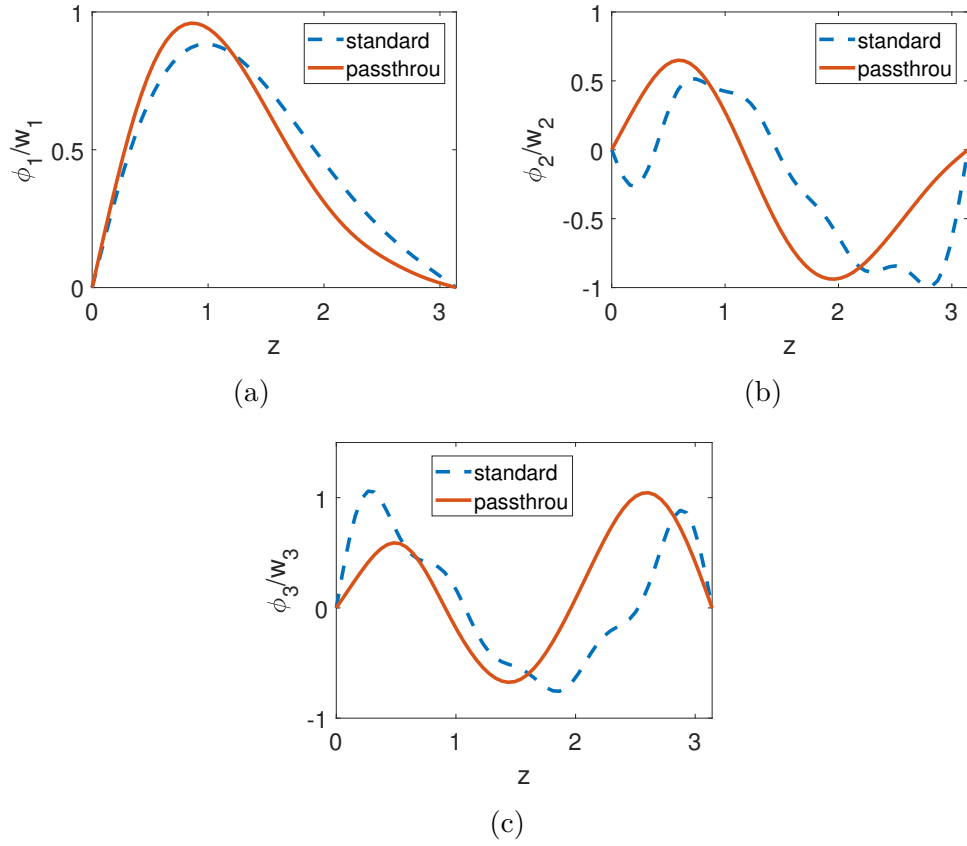 1
0.5
0
ϕ1/w1
standard
passthrou
0 1 2 3
z
(a)
1
0.5
0
-0.5
-1
ϕ2/w2
standard
passthrou
0 1 2 3
z
(b)
1
0
-1
ϕ3/w3
standard
passthrou
0 1 2 3
z
(c)